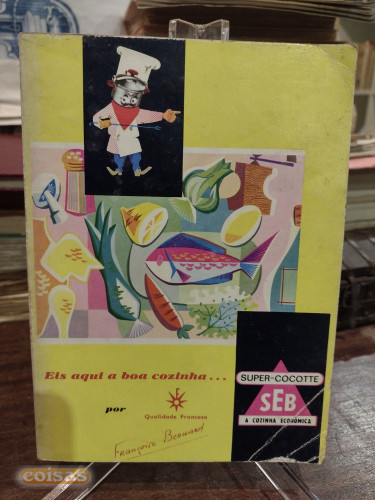 Eis aqui a boa cozinha...
por
Qualidade Francesa
Françoise Bernard
SUPER-COCOTTE
SEB
A COZINHA ECONÓMICA
coisas